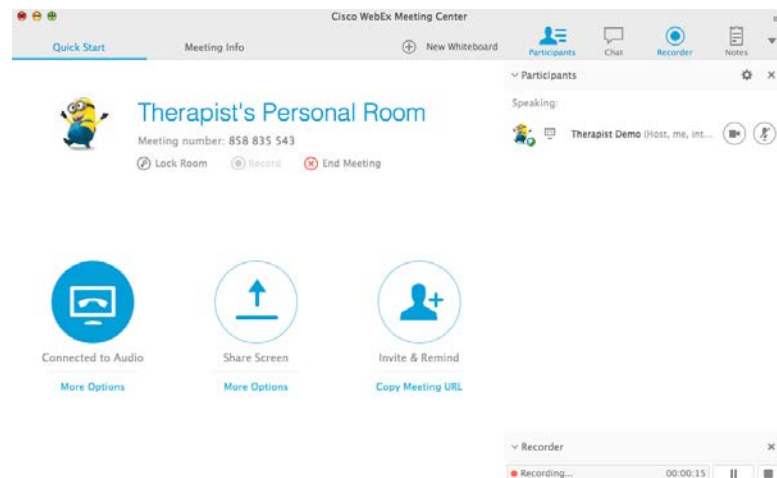 Cisco WebEx Meeting Center
Quick Start
Meeting Info
New Whiteboard
Participants
Chat
Recorder
Notes
Therapist's Personal Room
Meeting number: 858 835 543
Lock Room
Record
End Meeting
Connected to Audio
More Options
Share Screen
More Options
Invite & Remind
Copy Meeting URL
Participants
Speaking:
Therapist Demo (Host, me, int...
Recorder
Recording...
00:00:15